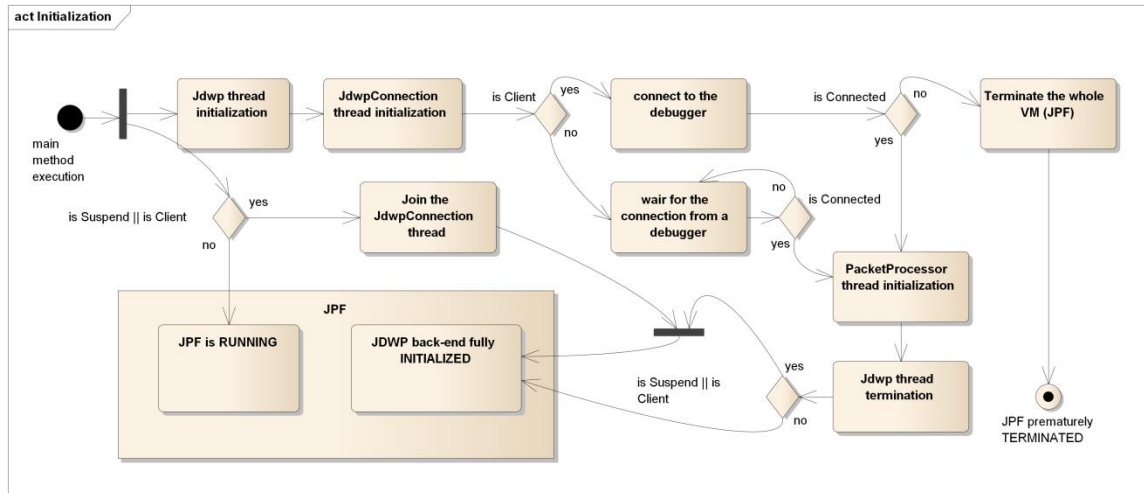 act Initialization
Jdwp thread
initialization
JdwpConnection
thread initialization
is Client
yes
no
connect to the
debugger
is Connected
no
yes
Terminate the whole
VM (JPF)
main
method
execution
is Suspend || is Client
yes
no
Join the
JdwpConnection
thread
wair for the
connection from a
debugger
no
is Connected
yes
PacketProcessor
thread initialization
JPF
JPF is RUNNING
JDWP back-end fully
INITIALIZED
is Suspend || is
Client
yes
no
Jdwp thread
termination
JPF prematurely
TERMINATED